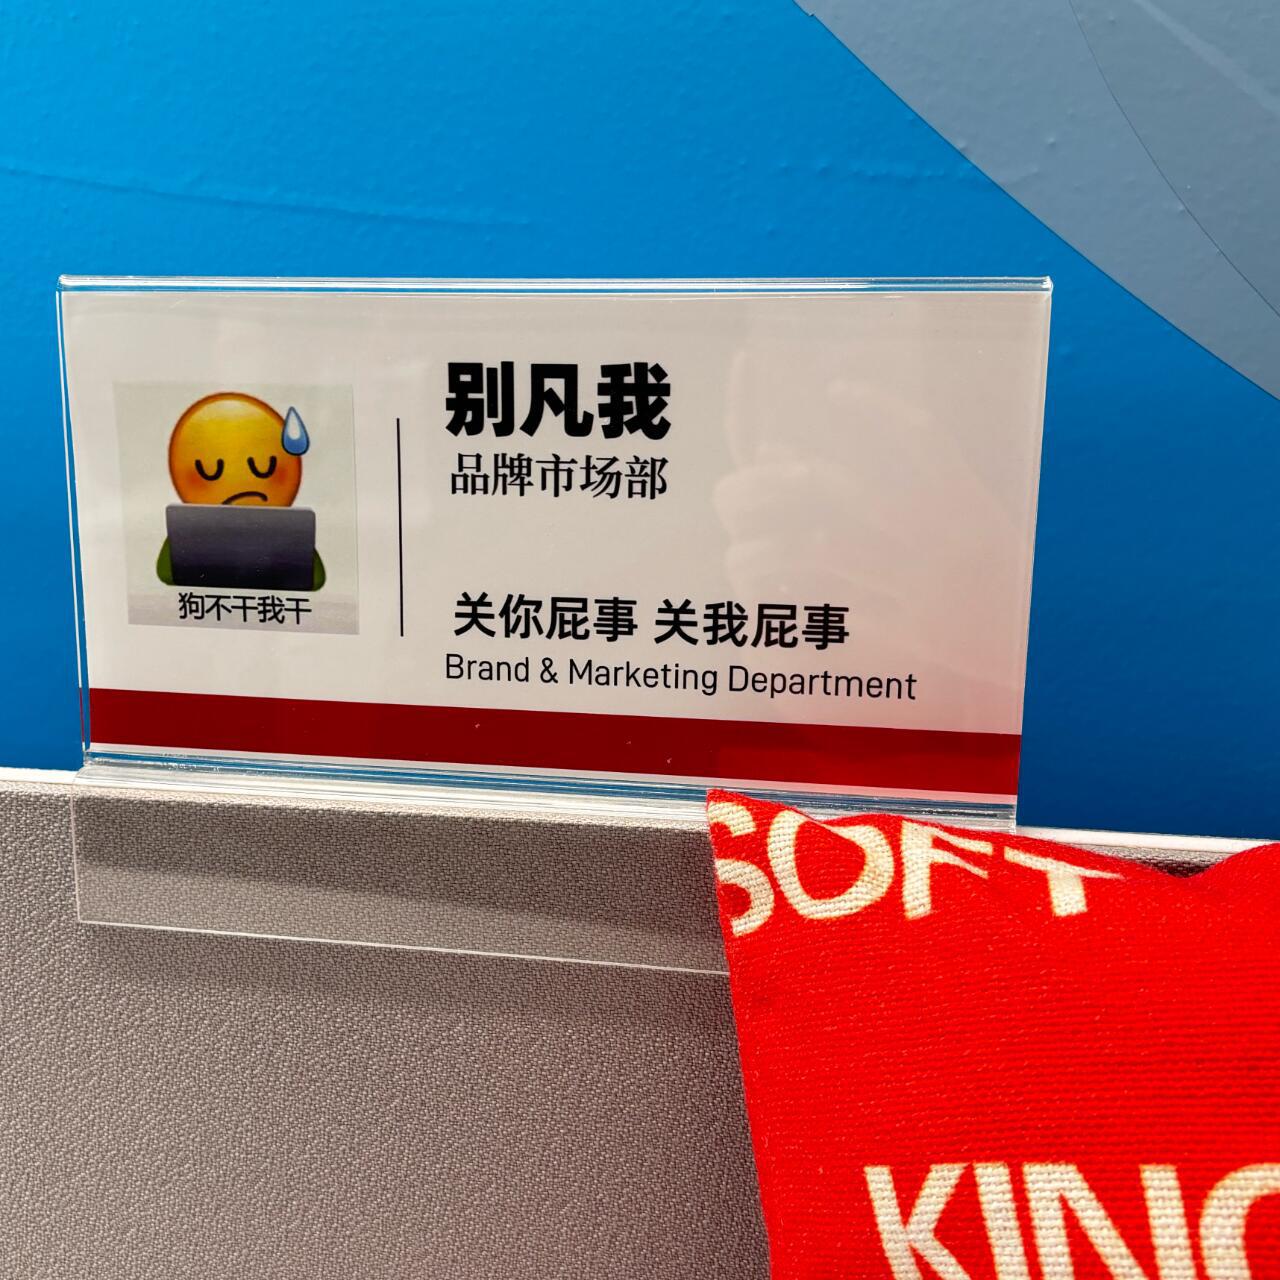 别凡我
品牌市场部
狗不干我干
关你屁事 关我屁事
Brand & Marketing Department
SOFT
KING